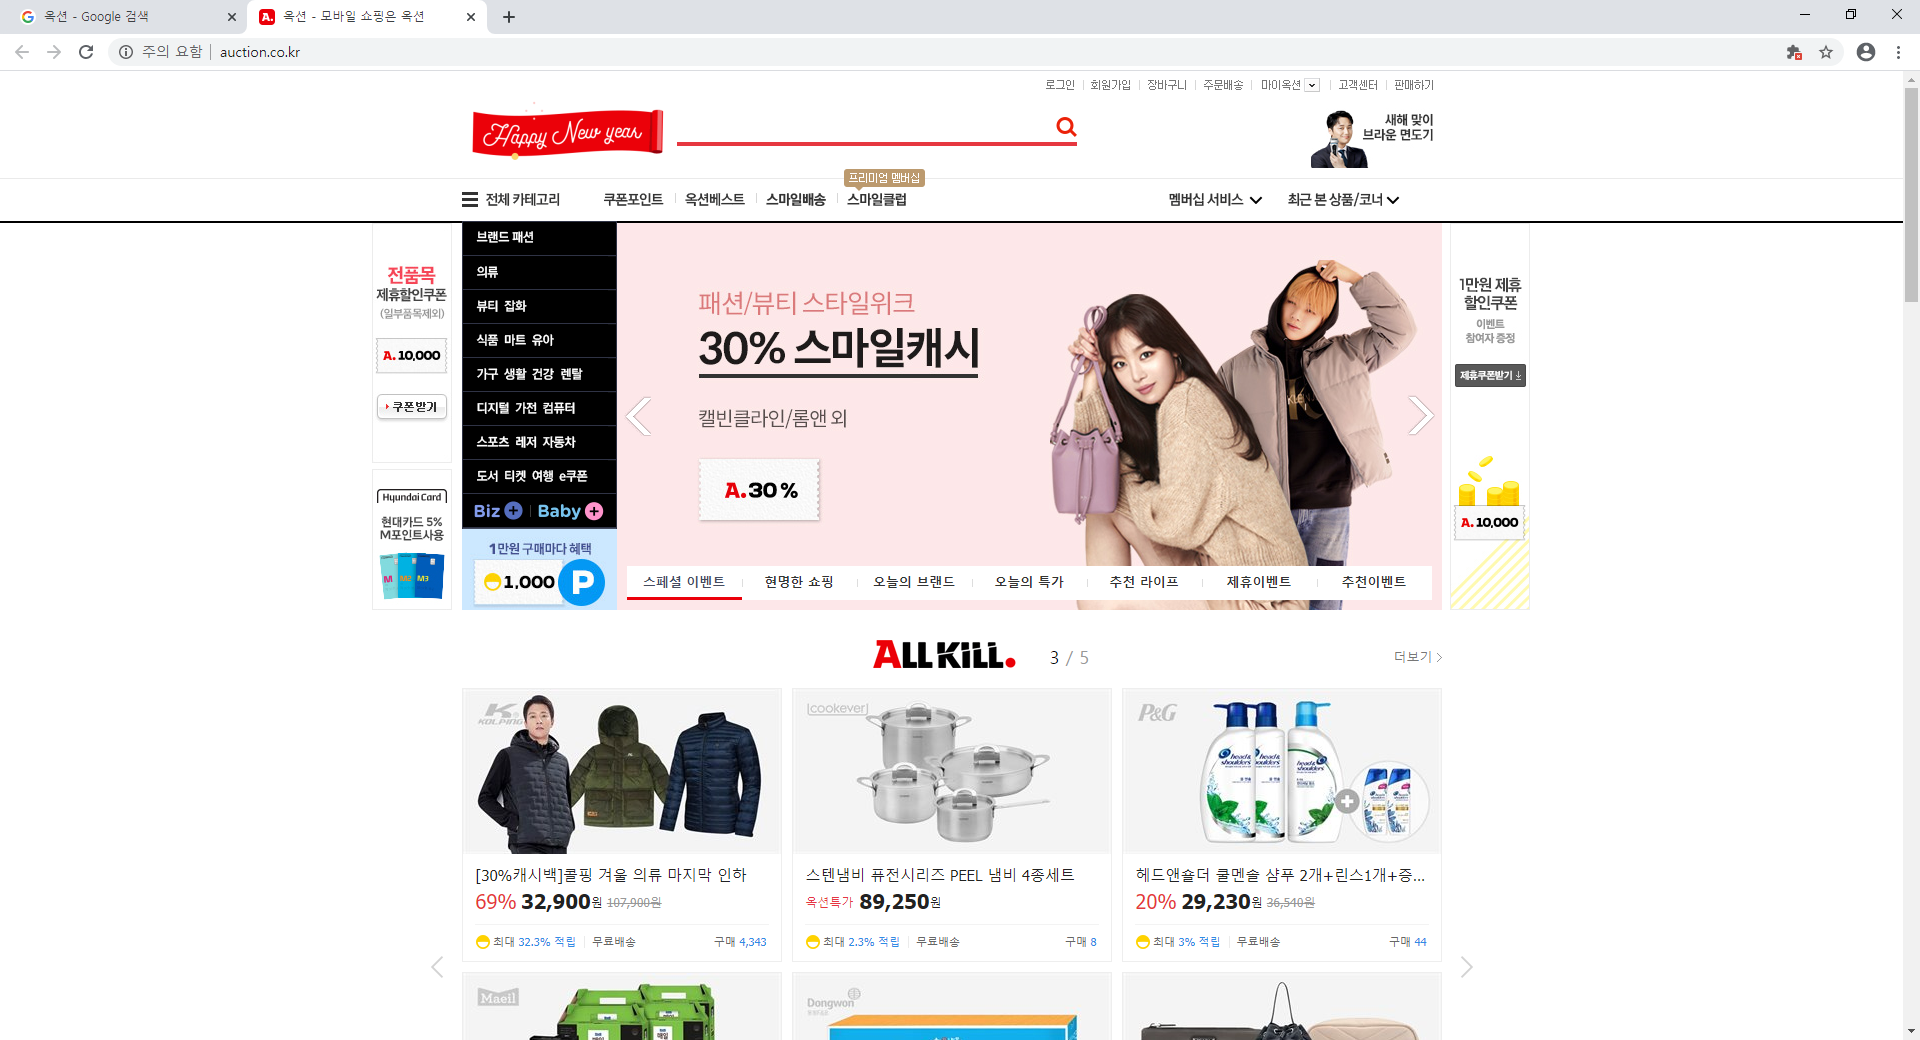 옥션 - Google 검색
옥션 - 모바일 쇼핑은 옥션
주의 요함
auction.co.kr
로그인
회원가입
장바구니
주문배송
마이옥션
고객센터
판매하기
Happy New year
새해 맞이
브라운 면도기
프리미엄 멤버십
전체 카테고리
쿠폰포인트
옥션베스트
스마일배송
스마일클럽
멤버십 서비스
최근 본 상품/코너
전품목
제휴할인쿠폰
(일부품목제외)
A. 10,000
쿠폰받기
Hyundai Card
현대카드 5%
M포인트사용
M
M2
M3
브랜드 패션
의류
뷰티 잡화
식품 마트 유아
가구 생활 건강 렌탈
디지털 가전 컴퓨터
스포츠 레저 자동차
도서 티켓 여행 e쿠폰
Biz +
Baby +
1만원 구매마다 혜택
1,000 P
패션/뷰티 스타일위크
30% 스마일캐시
캘빈클라인/롬앤 외
A. 30 %
스페셜 이벤트
현명한 쇼핑
오늘의 브랜드
오늘의 특가
추천 라이프
제휴이벤트
추천이벤트
1만원 제휴
할인쿠폰
이벤트
참여자 증정
제휴쿠폰받기
A. 10,000
ALL KILL.
3 / 5
더보기
KOLPING
[30%캐시백]콜핑 겨울 의류 마지막 인하
69% 32,900원 107,900원
최대 32.3% 적립
무료배송
구매 4,343
cookever
스텐냄비 퓨전시리즈 PEEL 냄비 4종세트
옥션특가 89,250원
최대 2.3% 적립
무료배송
구매 8
P&G
head & shoulders
head & shoulders
헤드앤숄더 쿨멘솔 샴푸 2개+린스1개+증...
20% 29,230원 36,540원
최대 3% 적립
무료배송
구매 44
Maeil
매일
매일
Dongwon